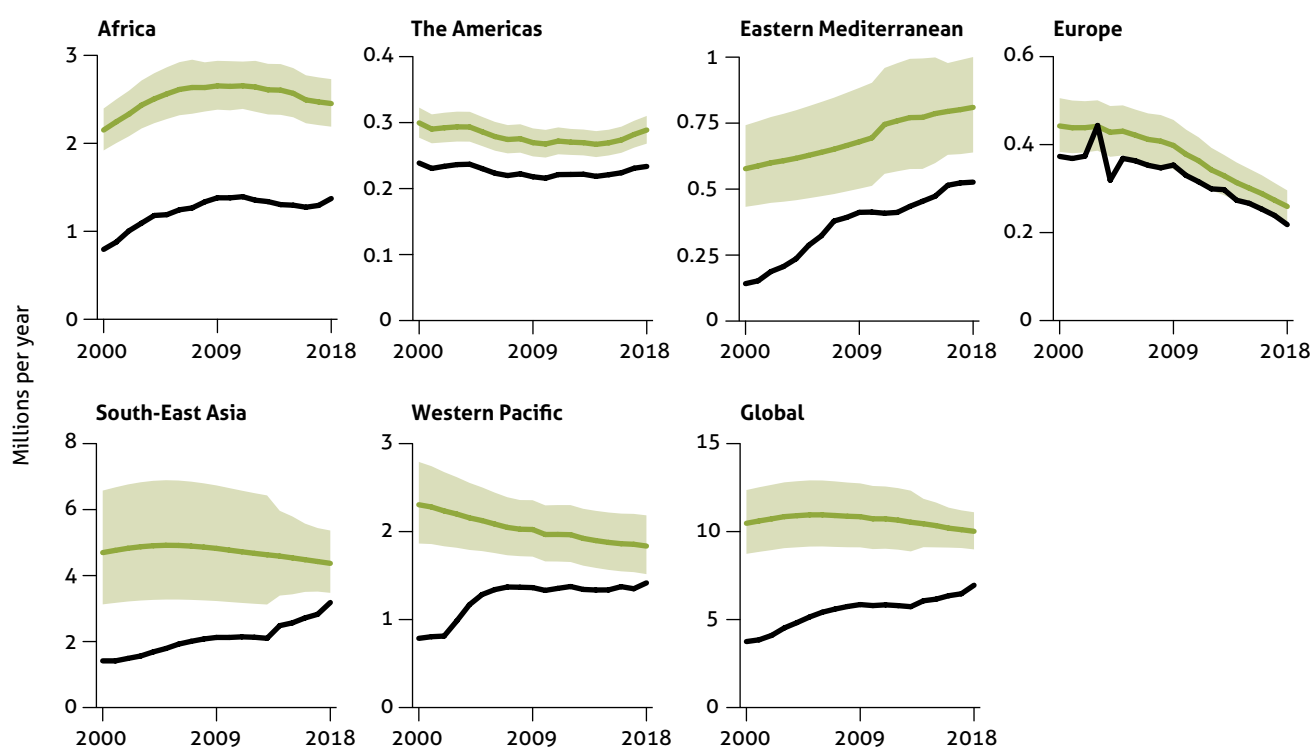 Africa
3
2
1
0
2000 2009 2018
The Americas
0.4
0.3
0.2
0.1
0
2000 2009 2018
Eastern Mediterranean
1
0.75
0.5
0.25
0
2000 2009 2018
Europe
0.6
0.4
0.2
0
2000 2009 2018
Millions per year
South-East Asia
8
6
4
2
0
2000 2009 2018
Western Pacific
3
2
1
0
2000 2009 2018
Global
15
10
5
0
2000 2009 2018